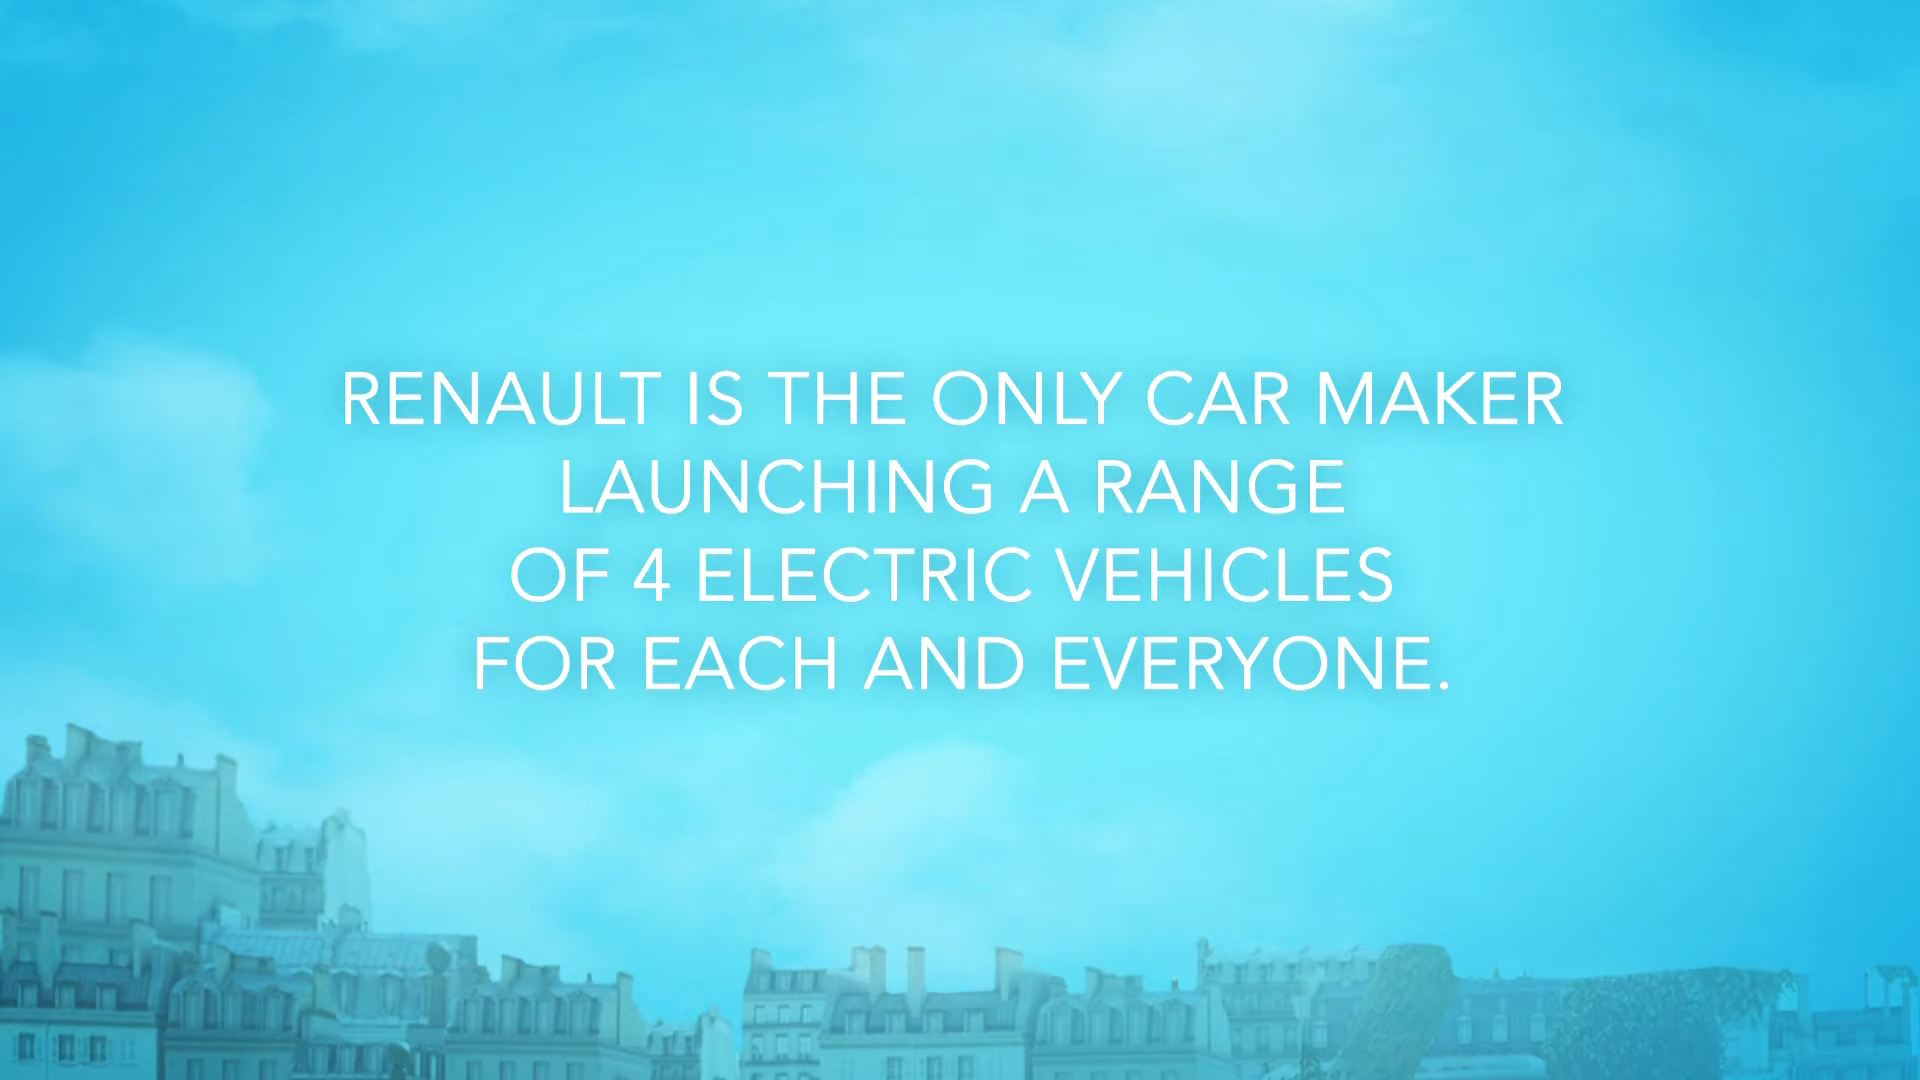 RENAULT IS THE ONLY CAR MAKER
LAUNCHING A RANGE
OF 4 ELECTRIC VEHICLES
FOR EACH AND EVERYONE.